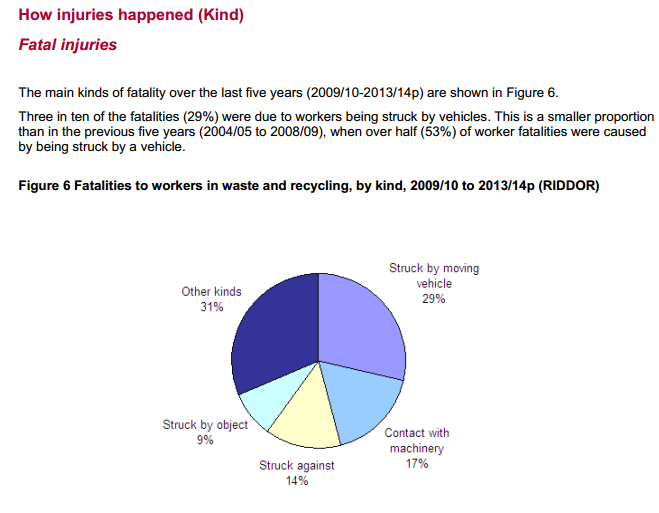 How injuries happened (Kind)
Fatal injuries
The main kinds of fatality over the last five years (2009/10-2013/14p) are shown in Figure 6.
Three in ten of the fatalities (29%) were due to workers being struck by vehicles. This is a smaller proportion
than in the previous five years (2004/05 to 2008/09), when over half (53%) of worker fatalities were caused
by being struck by a vehicle.
Figure 6 Fatalities to workers in waste and recycling, by kind, 2009/10 to 2013/14p (RIDDOR)
Struck by moving
vehicle
29%
Other kinds
31%
Struck by object
9%
Contact with
machinery
17%
Struck against
14%